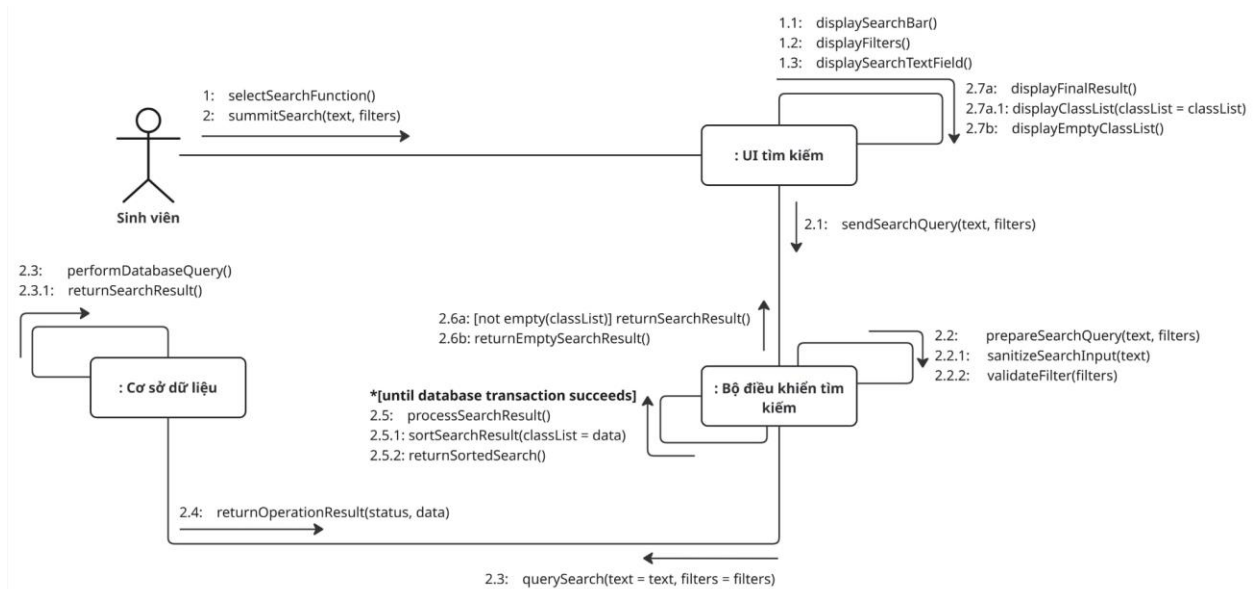 1.1: displaySearchBar()
1.2: displayFilters()
1.3: displaySearchTextField()
1: selectSearchFunction()
2: summitSearch(text, filters)
2.7a: displayFinalResult()
2.7a.1: displayClassList(classList = classList)
2.7b: displayEmptyClassList()
: UI tìm kiếm
Sinh viên
2.1: sendSearchQuery(text, filters)
2.3: performDatabaseQuery()
2.3.1: returnSearchResult()
2.6a: [not empty(classList)] returnSearchResult()
2.6b: returnEmptySearchResult()
2.2: prepareSearchQuery(text, filters)
2.2.1: sanitizeSearchInput(text)
2.2.2: validateFilter(filters)
: Cơ sở dữ liệu
: Bộ điều khiển tìm
kiếm
*[until database transaction succeeds]
2.5: processSearchResult()
2.5.1: sortSearchResult(classList = data)
2.5.2: returnSortedSearch()
2.4: returnOperationResult(status, data)
2.3: querySearch(text = text, filters = filters)